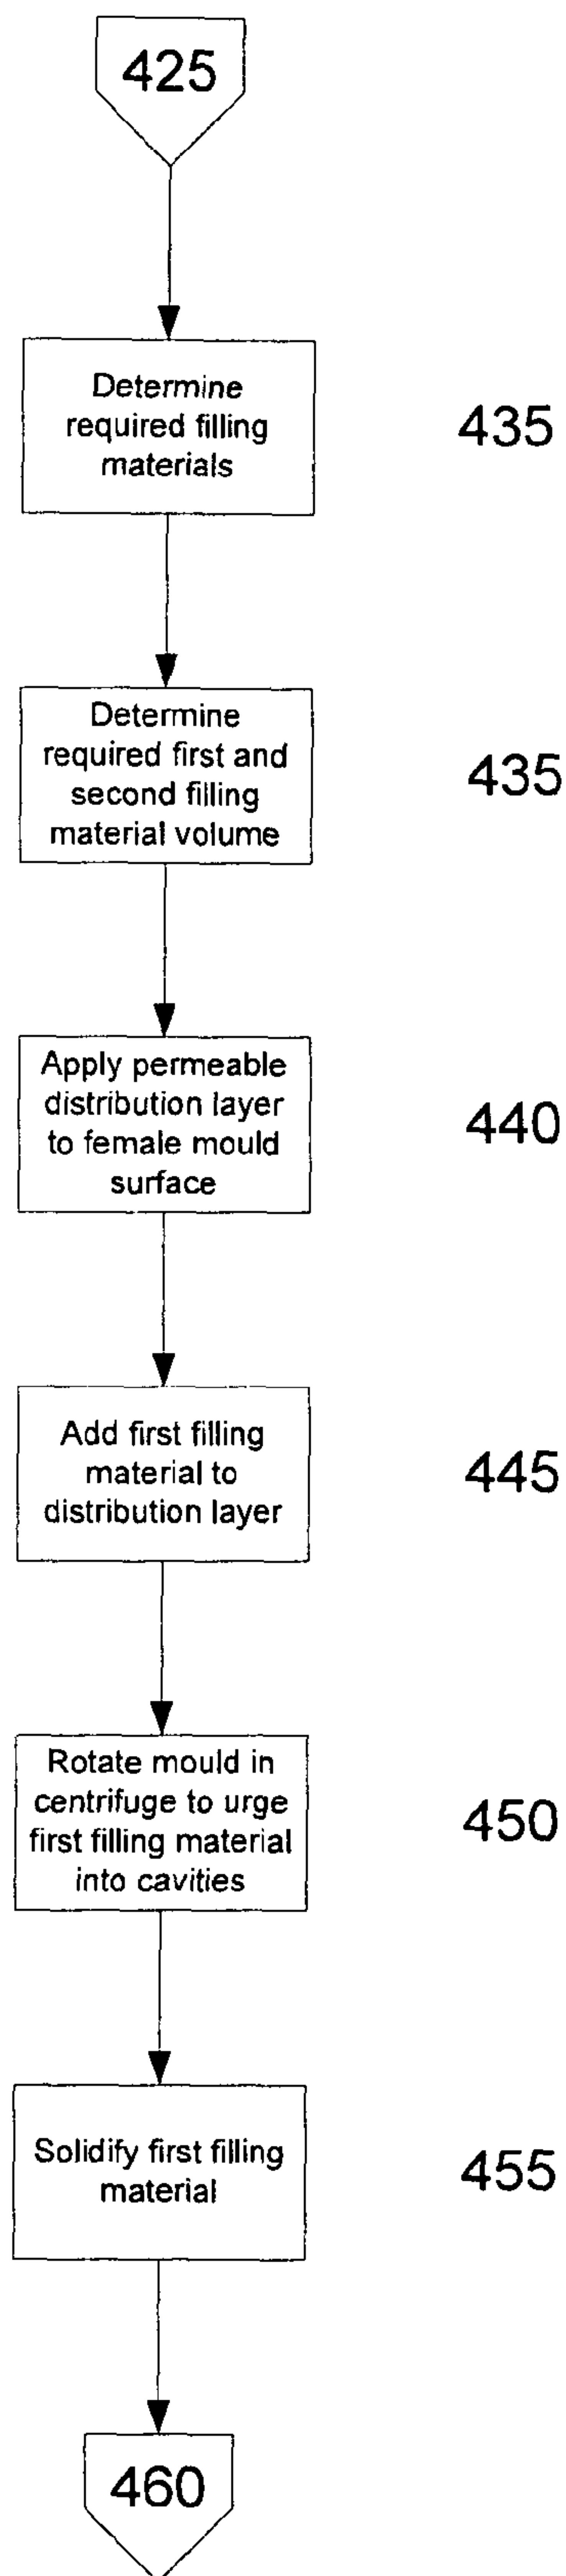 425
Determine
required filling
materials
435
Determine
required first and
second filling
material volume
435
Apply permeable
distribution layer
to female mould
surface
440
Add first filling
material to
distribution layer
445
Rotate mould in
centrifuge to urge
first filling material
into cavities
450
Solidify first filling
material
455
460